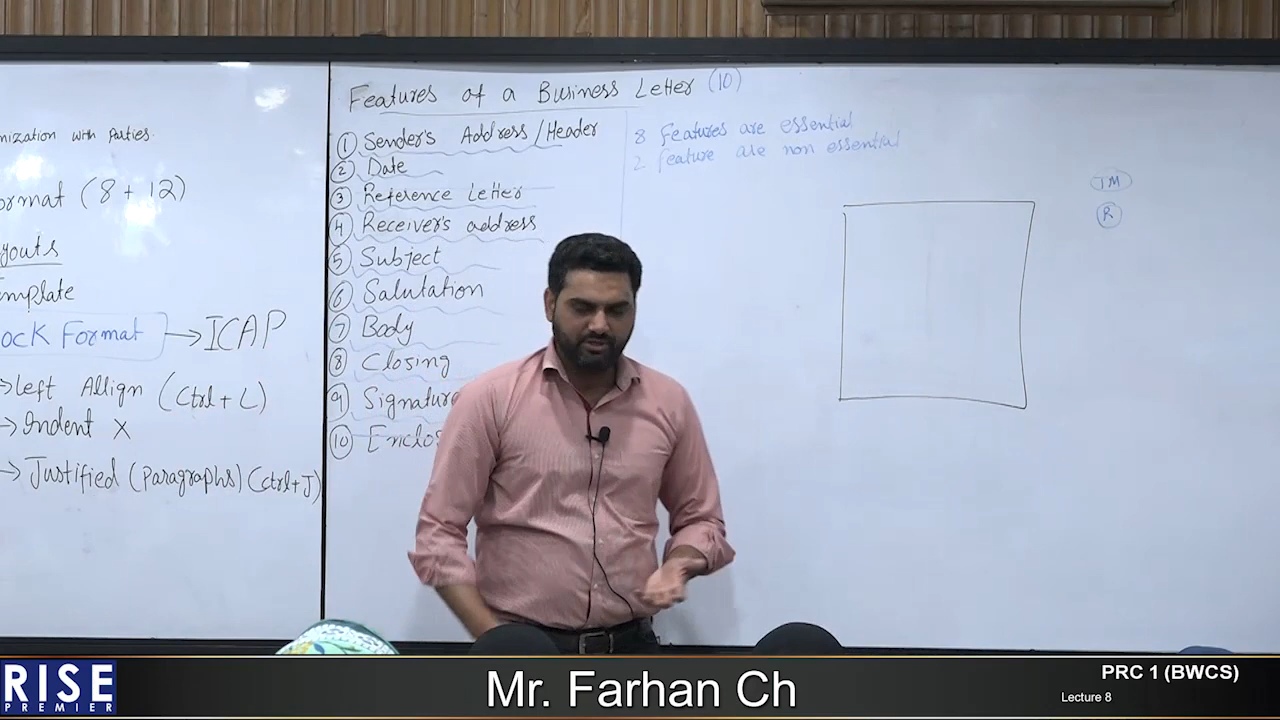 mization with parties.
ormat (8+12)
youts
emplate
ock Format → ICAP
→ Left Allign (Ctrl + L)
→ Indent X
→ Justified (Paragraphs) (Ctrl+J)
Features of a Business Letter (10)
① Sender's Address/Header
② Date
③ Reference Letter
④ Receiver's address
⑤ Subject
⑥ Salutation
⑦ Body
⑧ Closing
⑨ Signature
⑩ Enclos
8 Features are essential
2 feature are non essential
TM
R
RISE
PREMIER
Mr. Farhan Ch
PRC 1 (BWCS)
Lecture 8